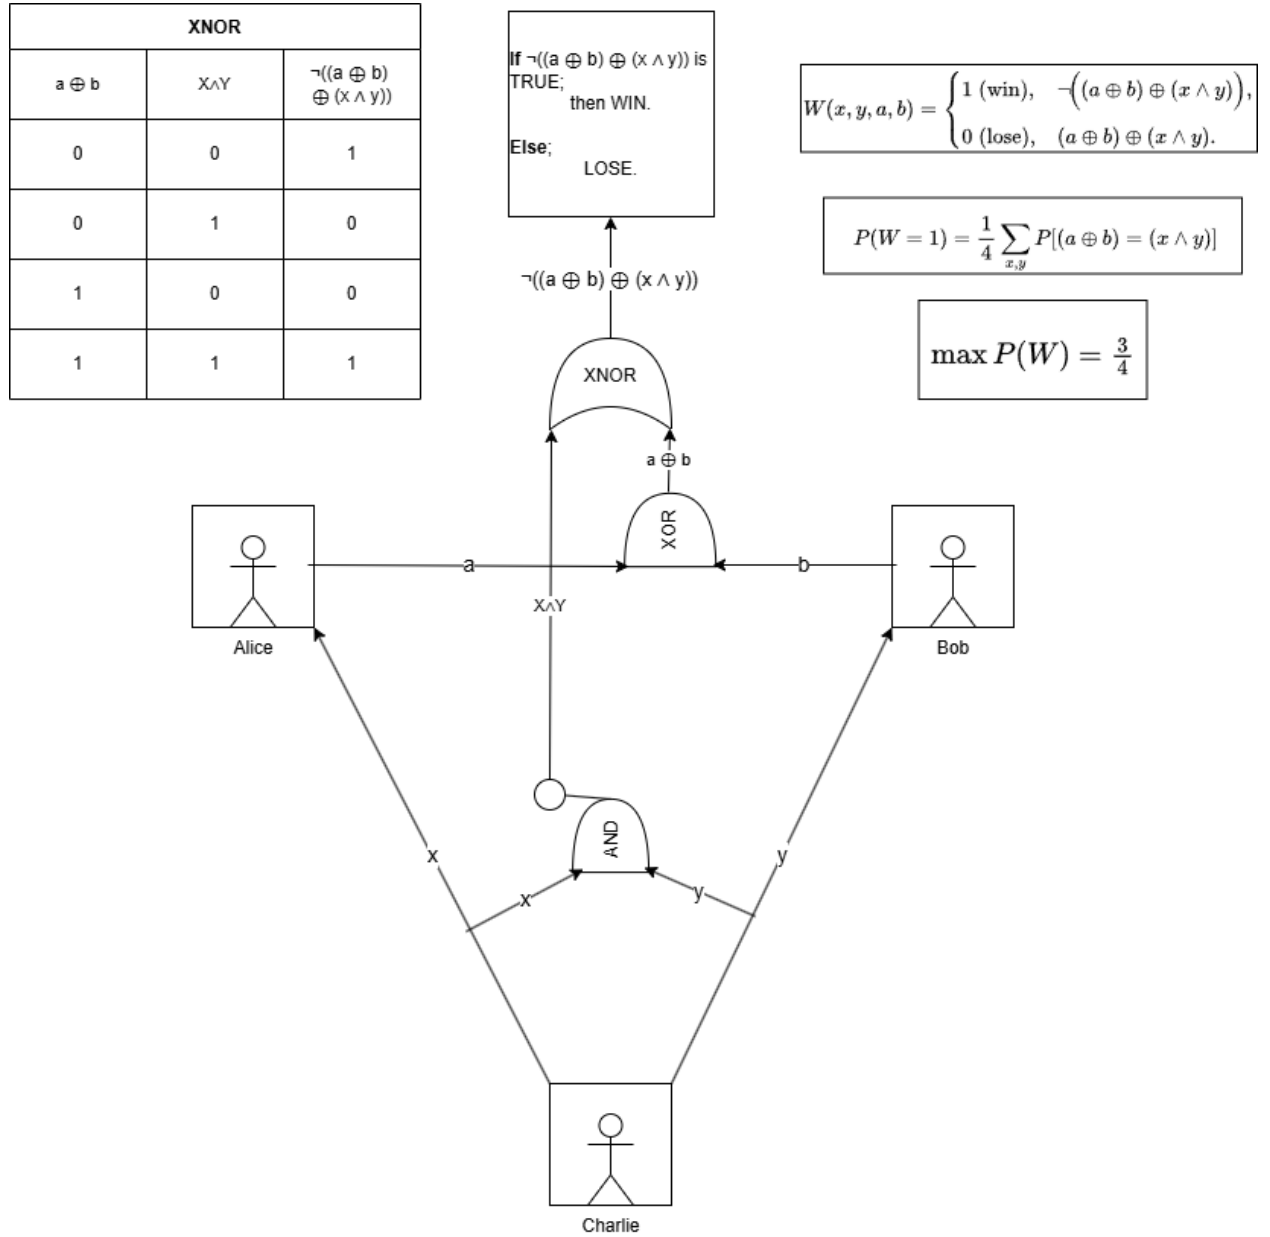 XNOR
a ⊕ b
X∧Y
¬((a ⊕ b)
⊕ (x ∧ y))
0
0
1
0
1
0
1
0
0
1
1
1
If ¬((a ⊕ b) ⊕ (x ∧ y)) is
TRUE;
then WIN.
Else;
LOSE.
W(x, y, a, b) = { 1 (win), ¬((a ⊕ b) ⊕ (x ∧ y)),
0 (lose), (a ⊕ b) ⊕ (x ∧ y).
P(W = 1) = 1/4 ∑ x,y P[(a ⊕ b) = (x ∧ y)]
max P(W) = 3/4
¬((a ⊕ b) ⊕ (x ∧ y))
XNOR
a ⊕ b
XOR
a
b
X∧Y
Alice
Bob
AND
x
y
x
y
Charlie